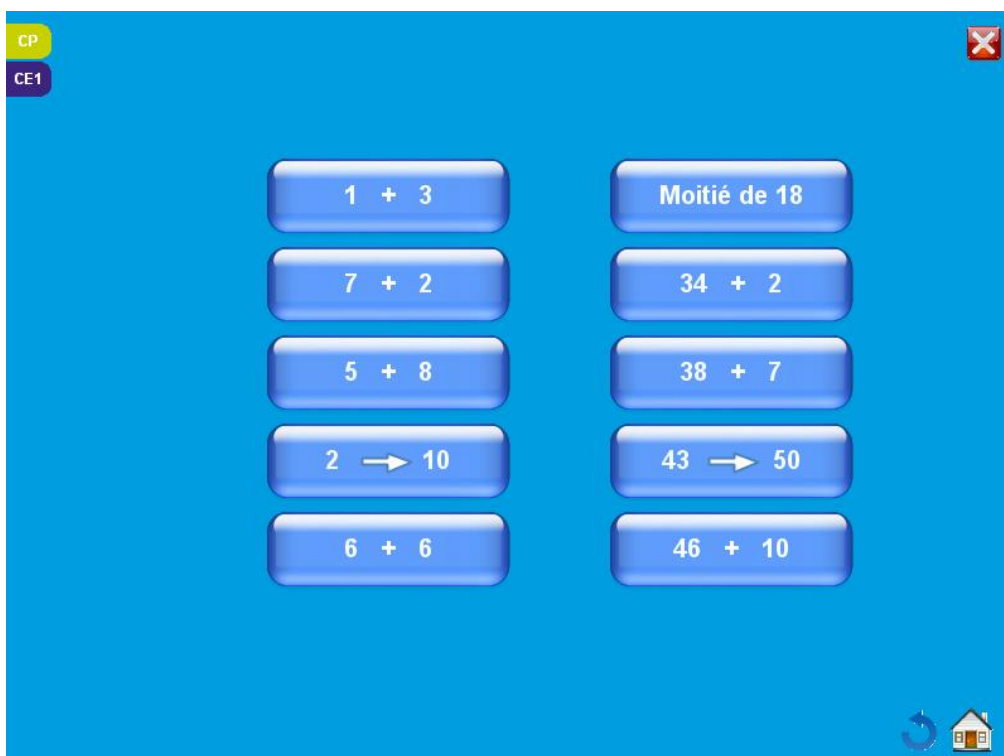 CP
CE1
1 + 3
7 + 2
5 + 8
2 → 10
6 + 6
Moitié de 18
34 + 2
38 + 7
43 → 50
46 + 10